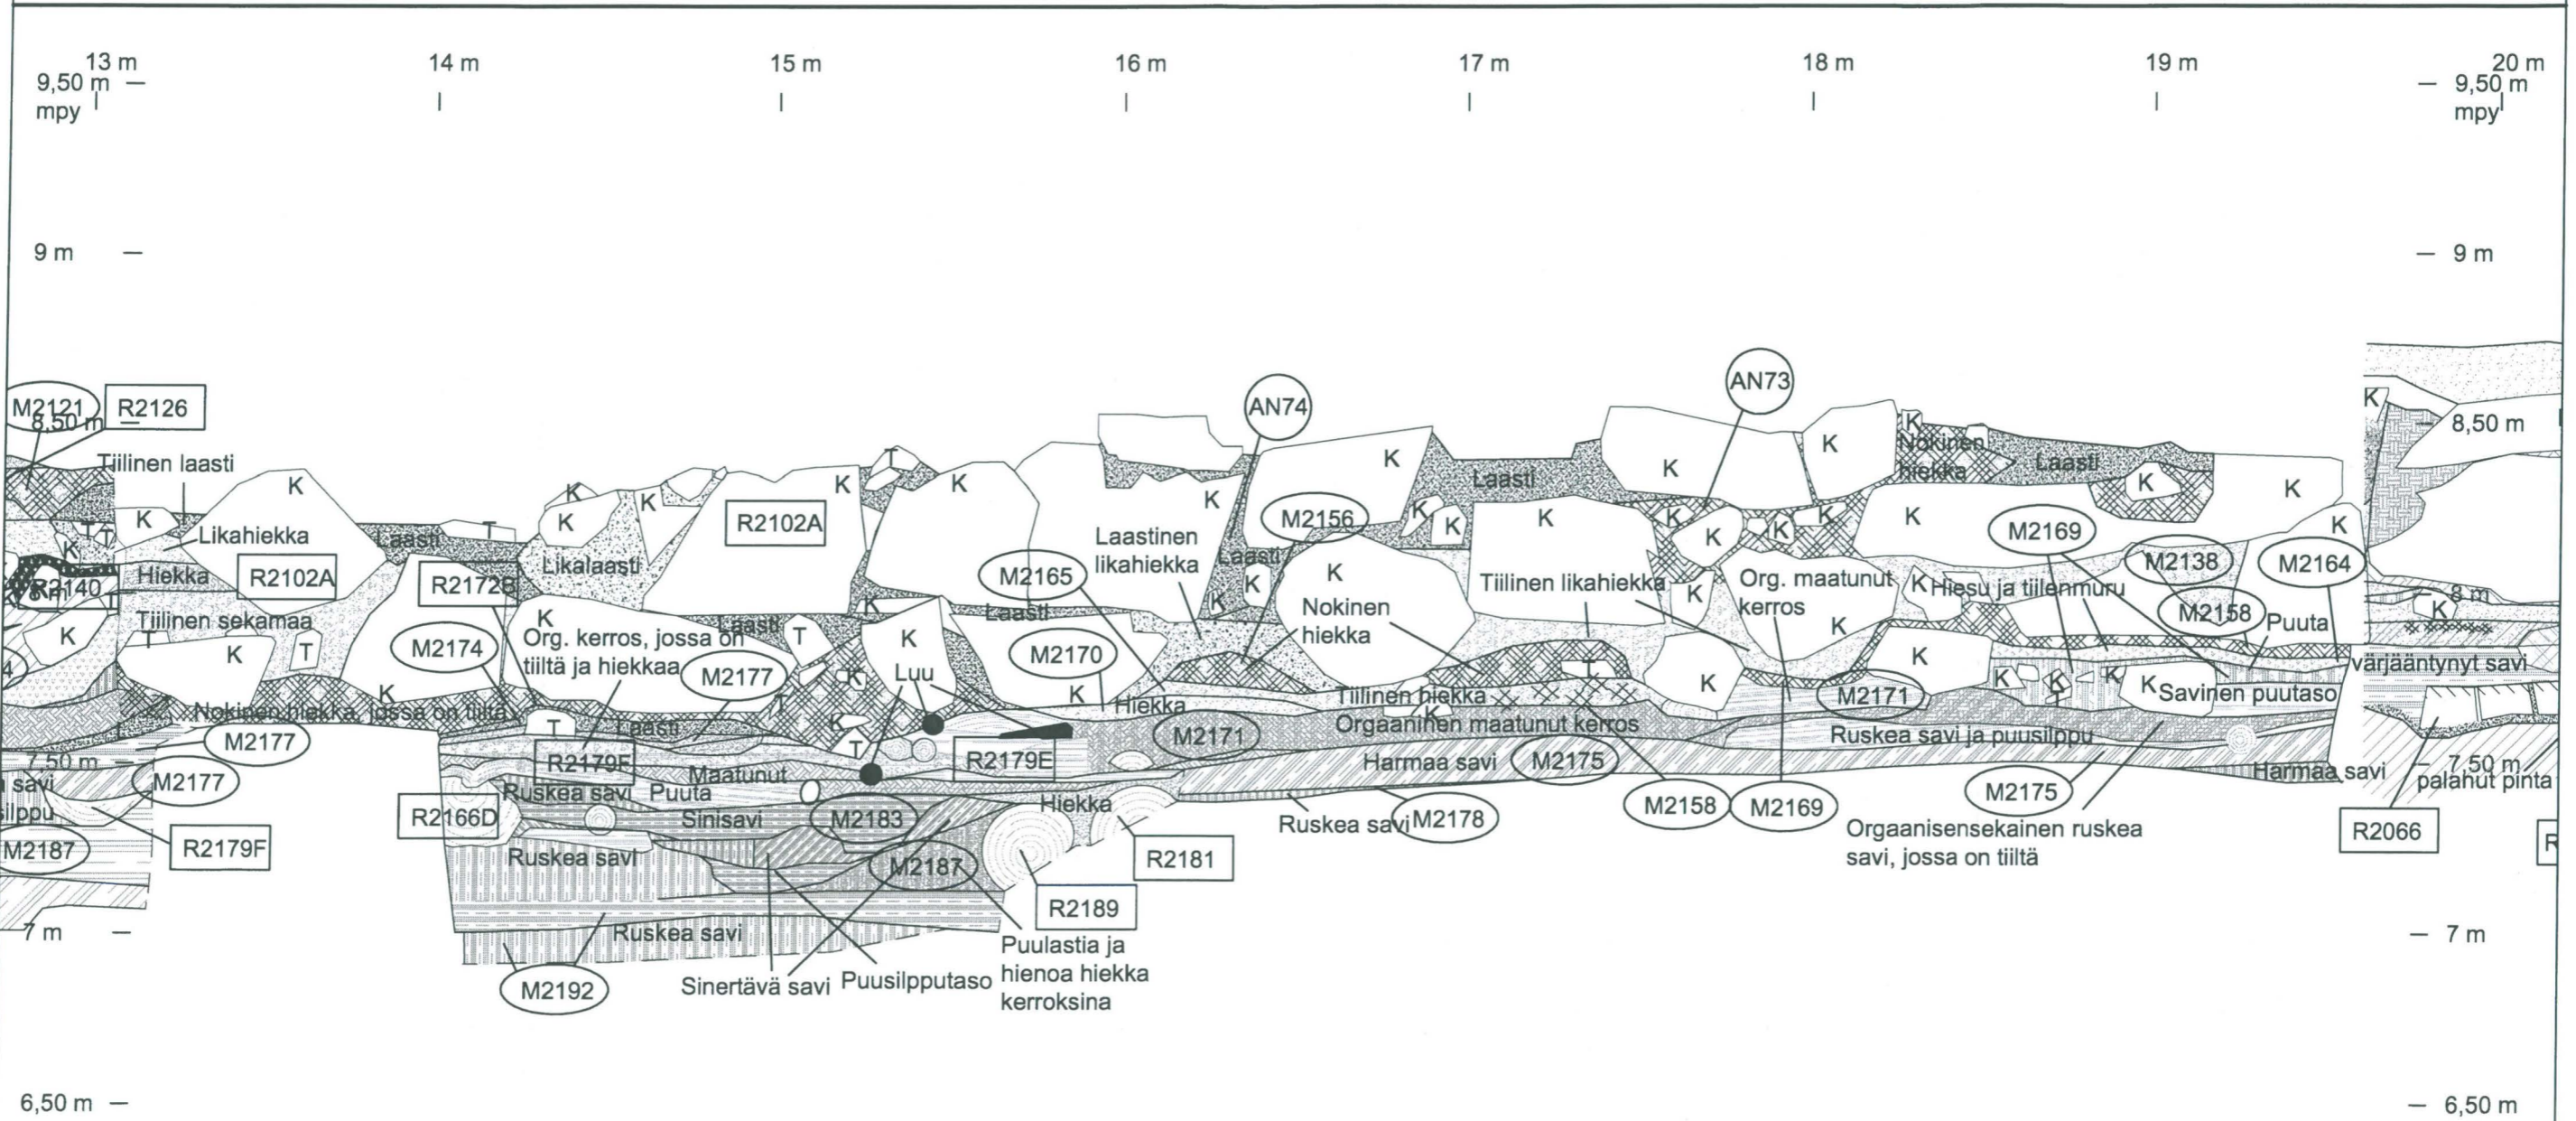 13 m 14 m 15 m 16 m 17 m 18 m 19 m 20 m
9,50 m 9,50 m
mpy mpy
9 m 9 m
AN73
AN74
M2121 R2126
8,50 m 8,50 m
K K
K T K
Nokinen
hiekka
Tiilinen laasti
Laasti Laasti
K K K K K K K K
K K K K
R2102A M2156
K T T T K K K K K K K K
Likahiekka Laasti
Laastinen
likahiekka
M2169
K Laasti
Likalaasti
M2138 M2164
Hiekka R2102A R2172B M2165
K K
Tiilinen likahiekka
Org. maatunut
kerros
K Hiesu ja tiilenmuru
R2140 T
K K K
8 m
K
Nokinen
hiekka
M2158
Puuta
Tiilinen sekamaa
K Laasti
K T K T
Org. kerros, jossa on
tiiltä ja hiekkaa
Laasti T K K
M2174 M2170
K T K
värjääntynyt savi
M2177 Luu K
T K K K K K
K K
Tiilinen hiekka M2171
Savinen puutaso
Nokinen hiekka, jossa on tiiltä T Hiekka K
T Laasti K
Orgaaninen maatunut kerros
M2177 M2171
T
Ruskea savi ja puusilppu
7,50 m R2179F R2179E
Harmaa savi M2175
Harmaa savi 7,50 m
palahut pinta
savi M2177
Maatunut
Ruskea savi Puuta
M2175
silppu
R2166D Sinisavi M2183 Hiekka
Ruskea savi M2178 M2158 M2169
Orgaanisensekainen ruskea
savi, jossa on tiiltä
R2066
M2187 R2179F
Ruskea savi M2187 R2181
R2189
7 m Ruskea savi 7 m
Puulastia ja
hienoa hiekka
kerroksina
M2192 Sinertävä savi Puusilpputaso
6,50 m 6,50 m